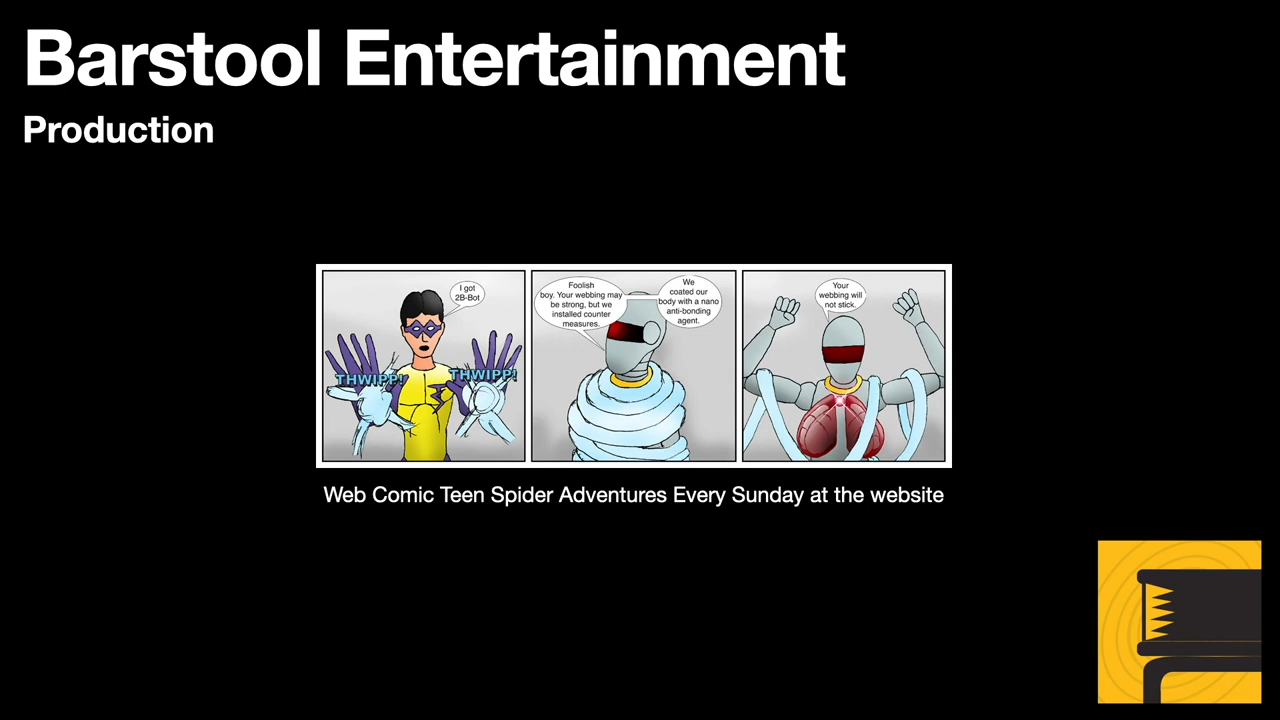 Barstool Entertainment
Production
I got
2B-Bot
THWIPP!
THWIPP!
Foolish
boy. Your webbing may
be strong, but we
installed counter
measures.
We
coated our
body with a nano
anti-bonding
agent.
Your
webbing will
not stick.
Web Comic Teen Spider Adventures Every Sunday at the website